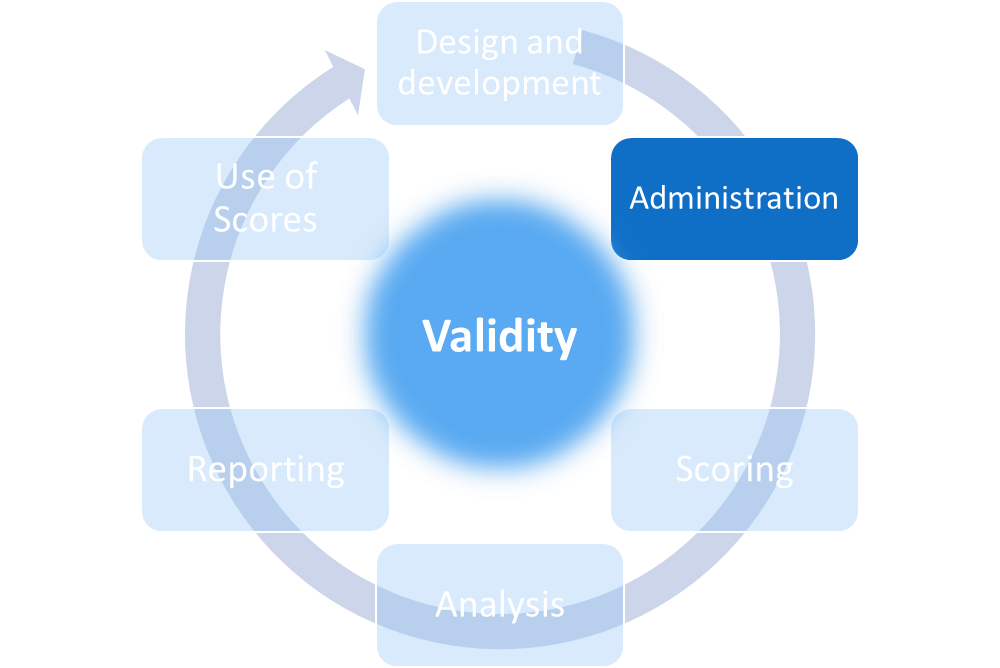 Design and
development
Administration
Scoring
Analysis
Reporting
Use of
Scores
Validity